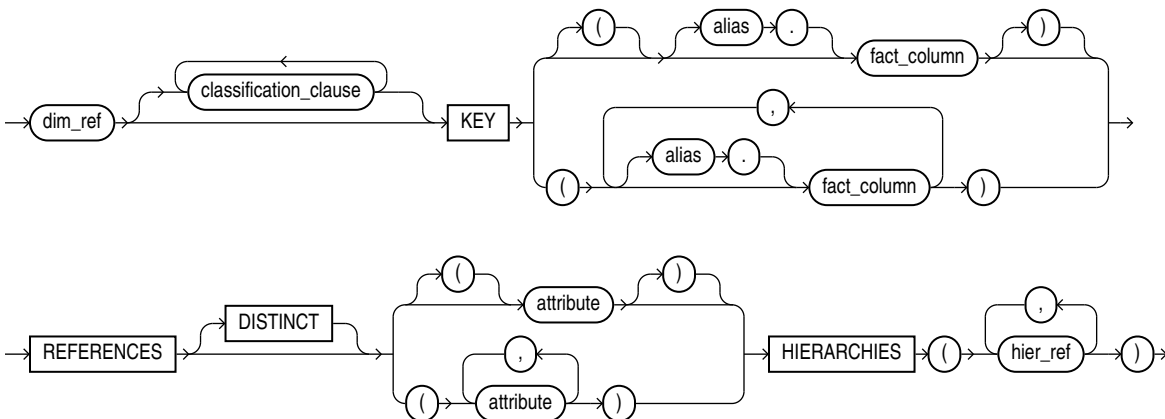 ( alias . fact_column )
classification_clause
dim_ref KEY ,
alias .
( fact_column )
( )
DISTINCT attribute ,
REFERENCES , HIERARCHIES ( hier_ref )
( attribute )